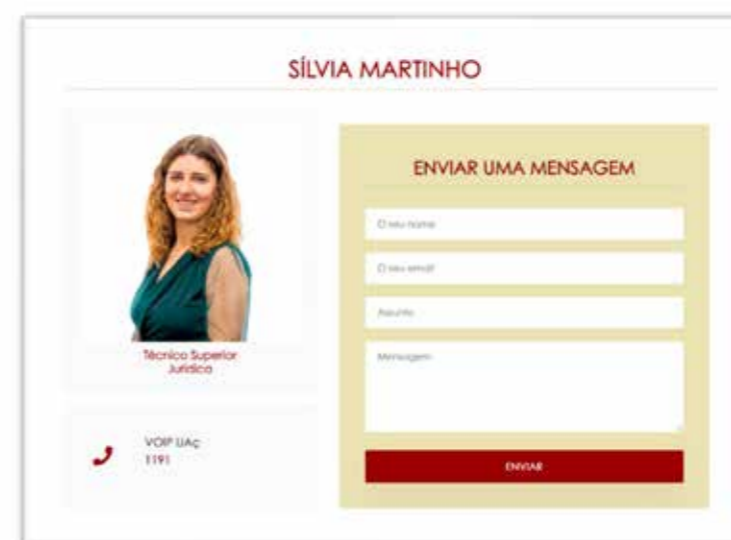 SÍLVIA MARTINHO
Técnico Superior
Jurídico
VOIP UAç
1191
ENVIAR UMA MENSAGEM
O seu nome
O seu email
Assunto
Mensagem
ENVIAR